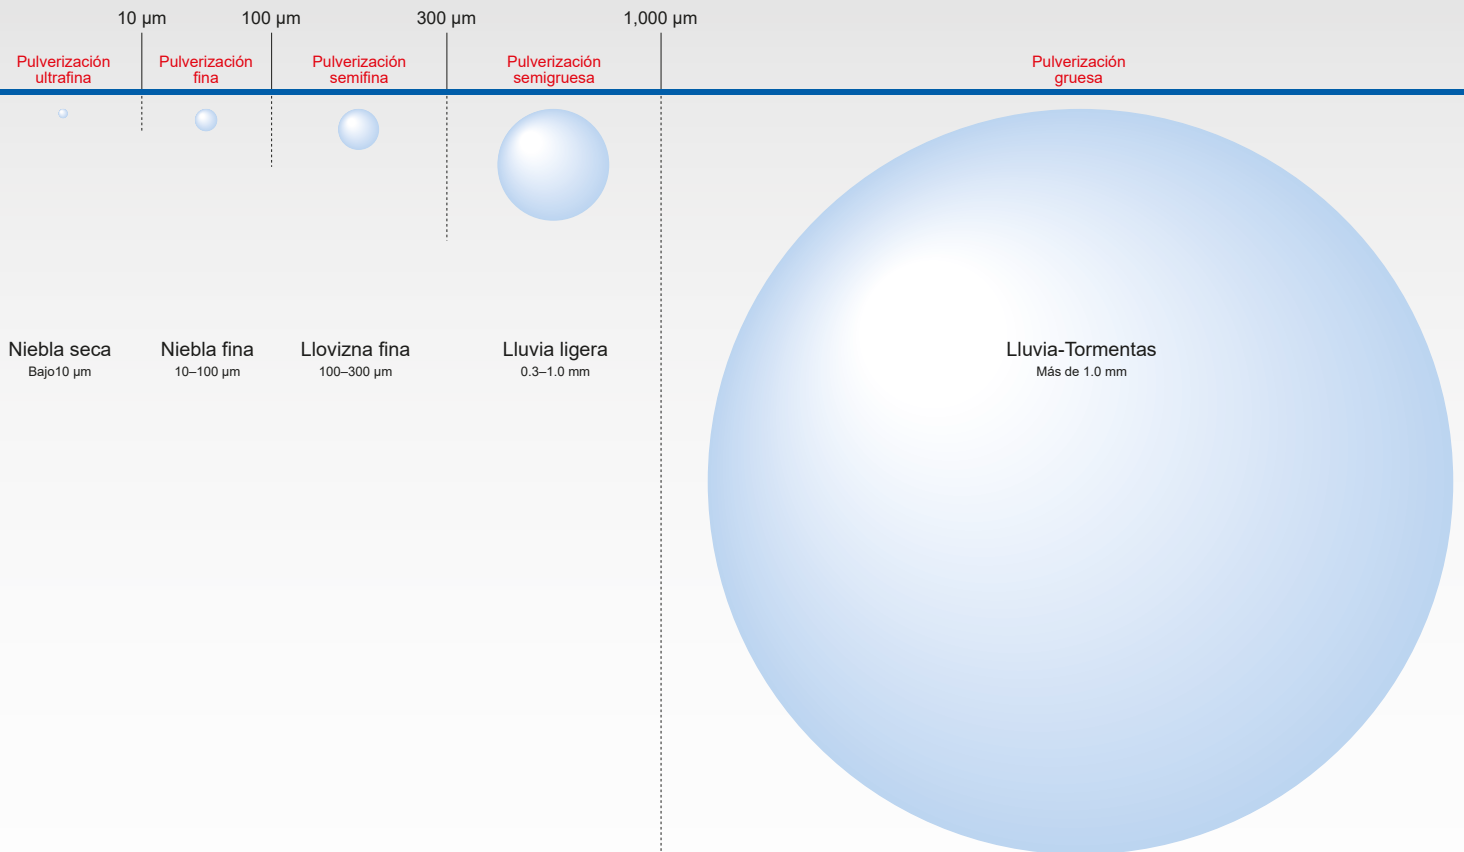 10 µm
100 µm
300 µm
1,000 µm
Pulverización
ultrafina
Pulverización
fina
Pulverización
semifina
Pulverización
semigruesa
Pulverización
gruesa
Niebla seca
Bajo10 µm
Niebla fina
10–100 µm
Llovizna fina
100–300 µm
Lluvia ligera
0.3–1.0 mm
Lluvia-Tormentas
Más de 1.0 mm